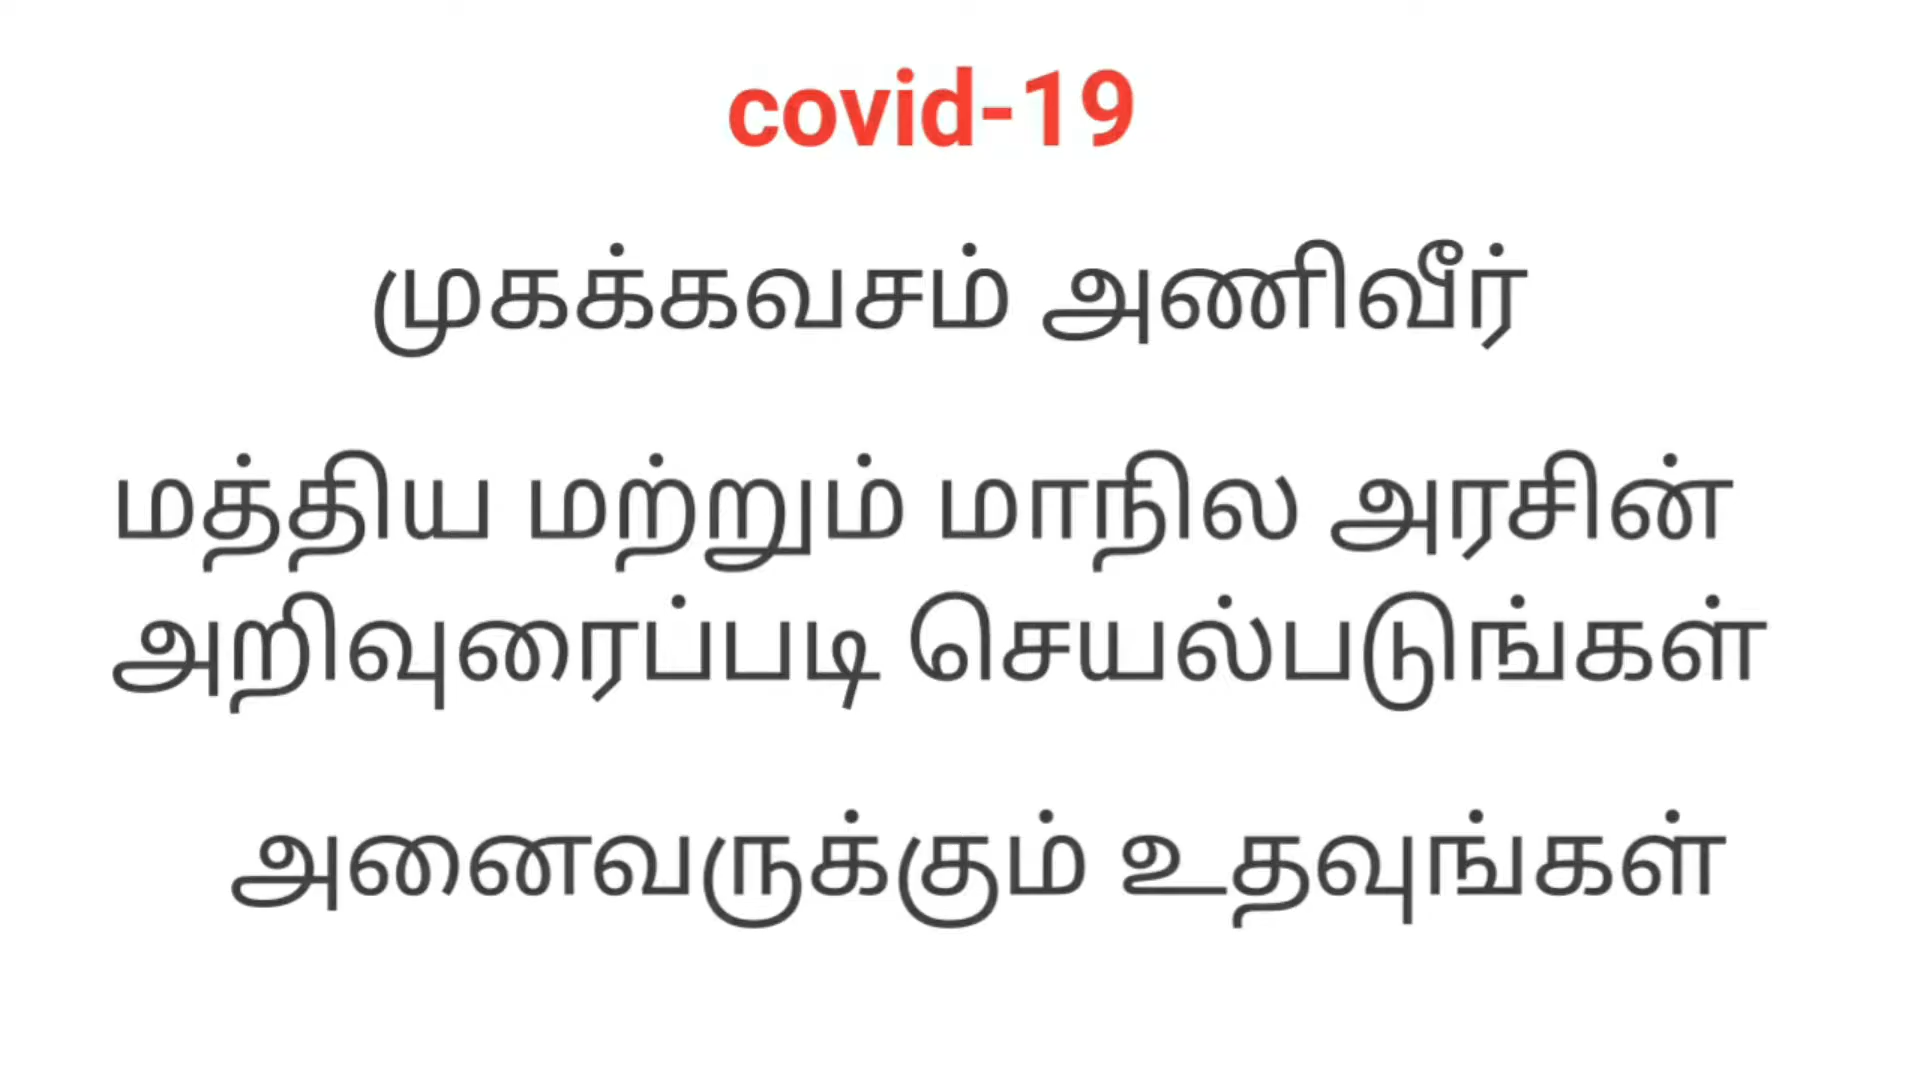 covid-19
முகக்கவசம் அணிவீர்
மத்திய மற்றும் மாநில அரசின்
அறிவுரைப்படி செயல்படுங்கள்
அனைவருக்கும் உதவுங்கள்